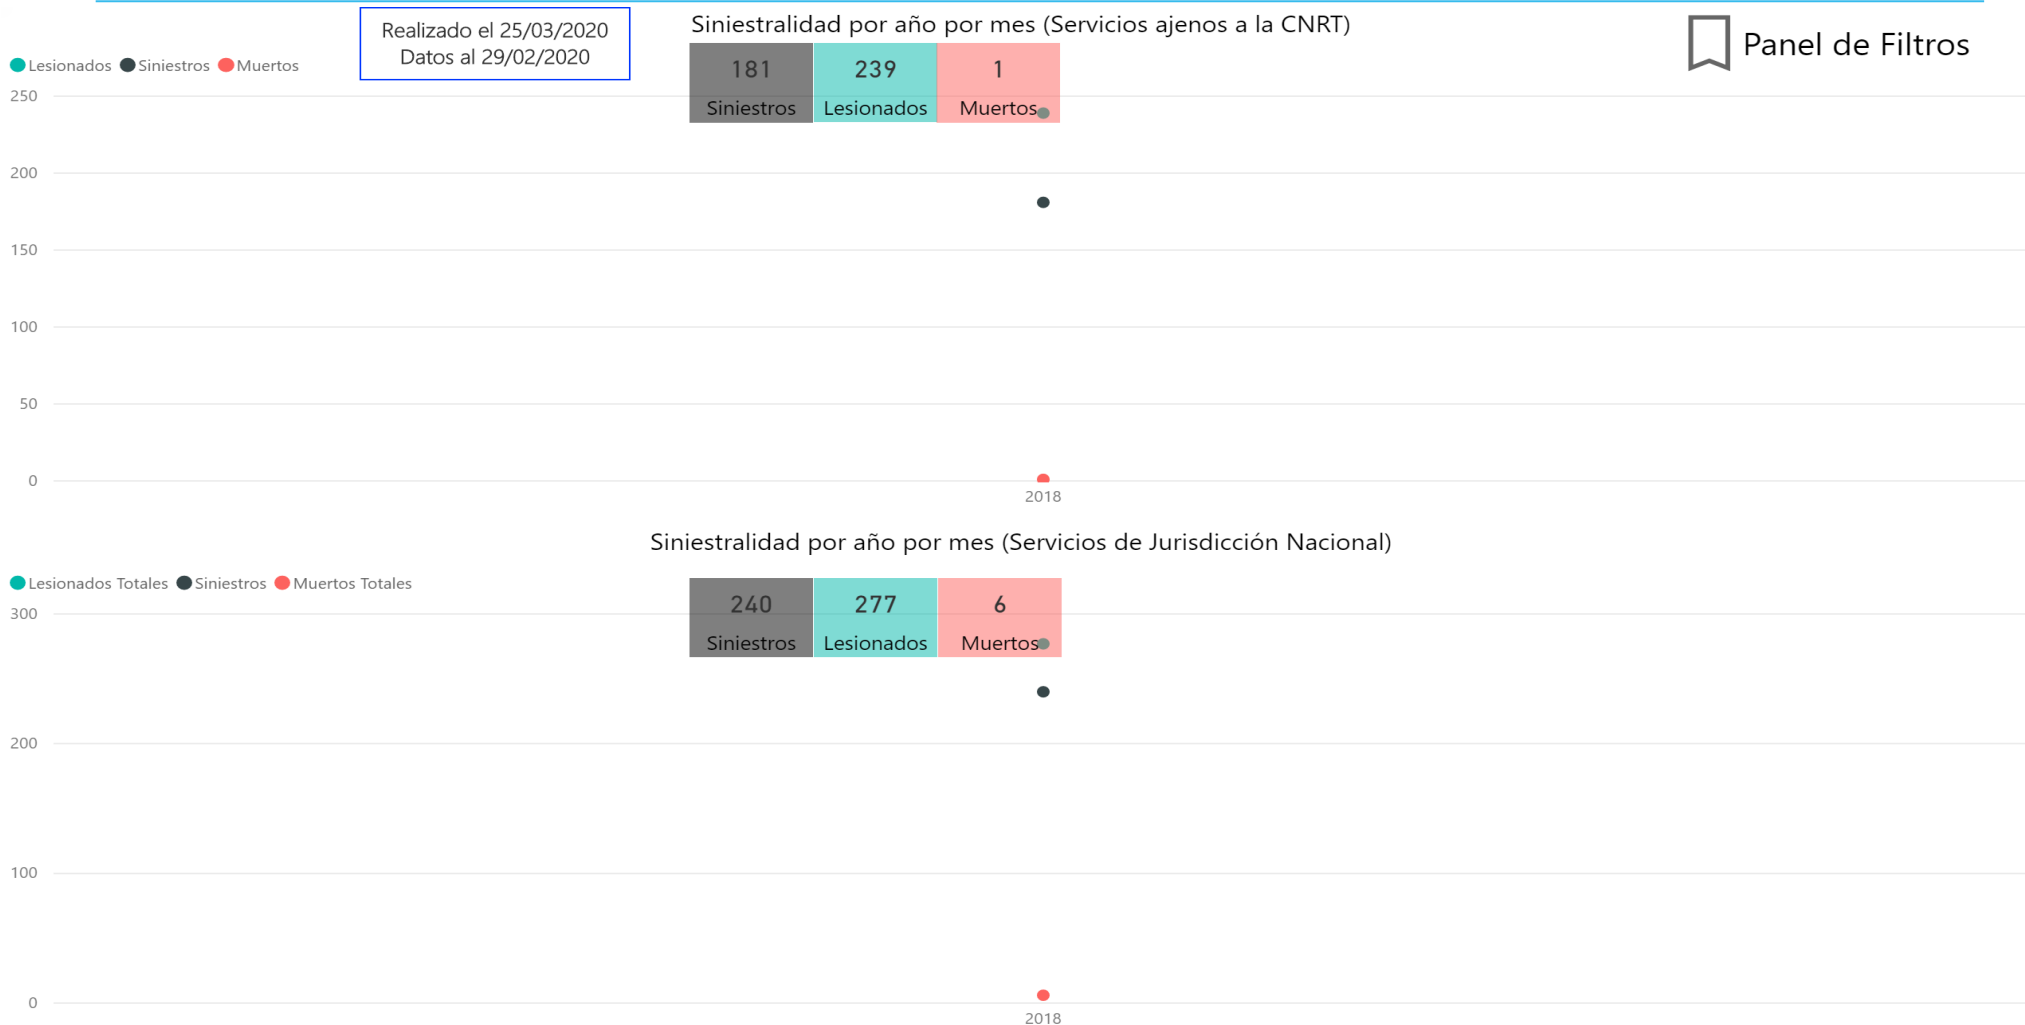 Realizado el 25/03/2020
Datos al 29/02/2020
Siniestralidad por año por mes (Servicios ajenos a la CNRT)
Panel de Filtros
Lesionados Siniestros Muertos
181 239 1
Siniestros Lesionados Muertos
250
200
150
100
50
0
2018
Siniestralidad por año por mes (Servicios de Jurisdicción Nacional)
Lesionados Totales Siniestros Muertos Totales
240 277 6
Siniestros Lesionados Muertos
300
200
100
0
2018